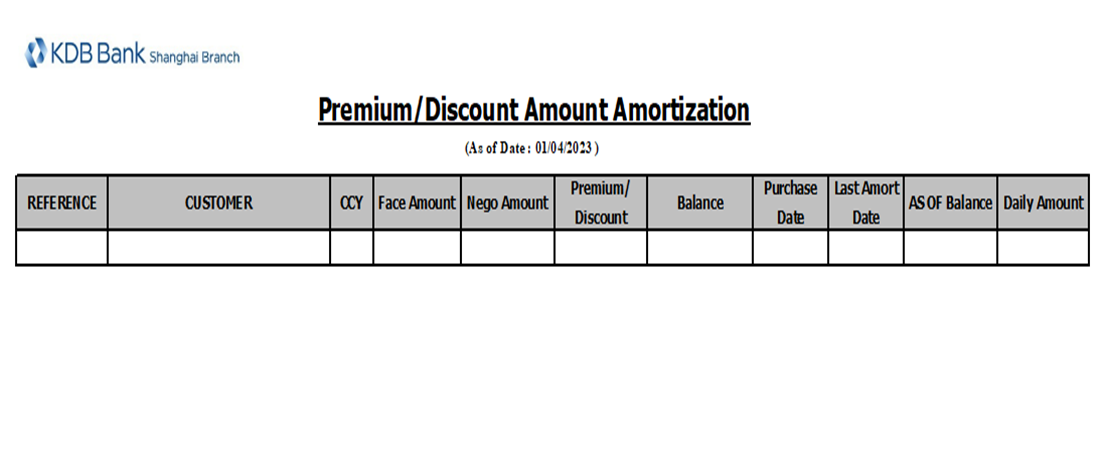 KDB Bank Shanghai Branch
Premium/Discount Amount Amortization
(As of Date : 01/04/2023 )
REFERENCE CUSTOMER CCY Face Amount Nego Amount Premium/ Discount Balance Purchase Date Last Amort Date AS OF Balance Daily Amount